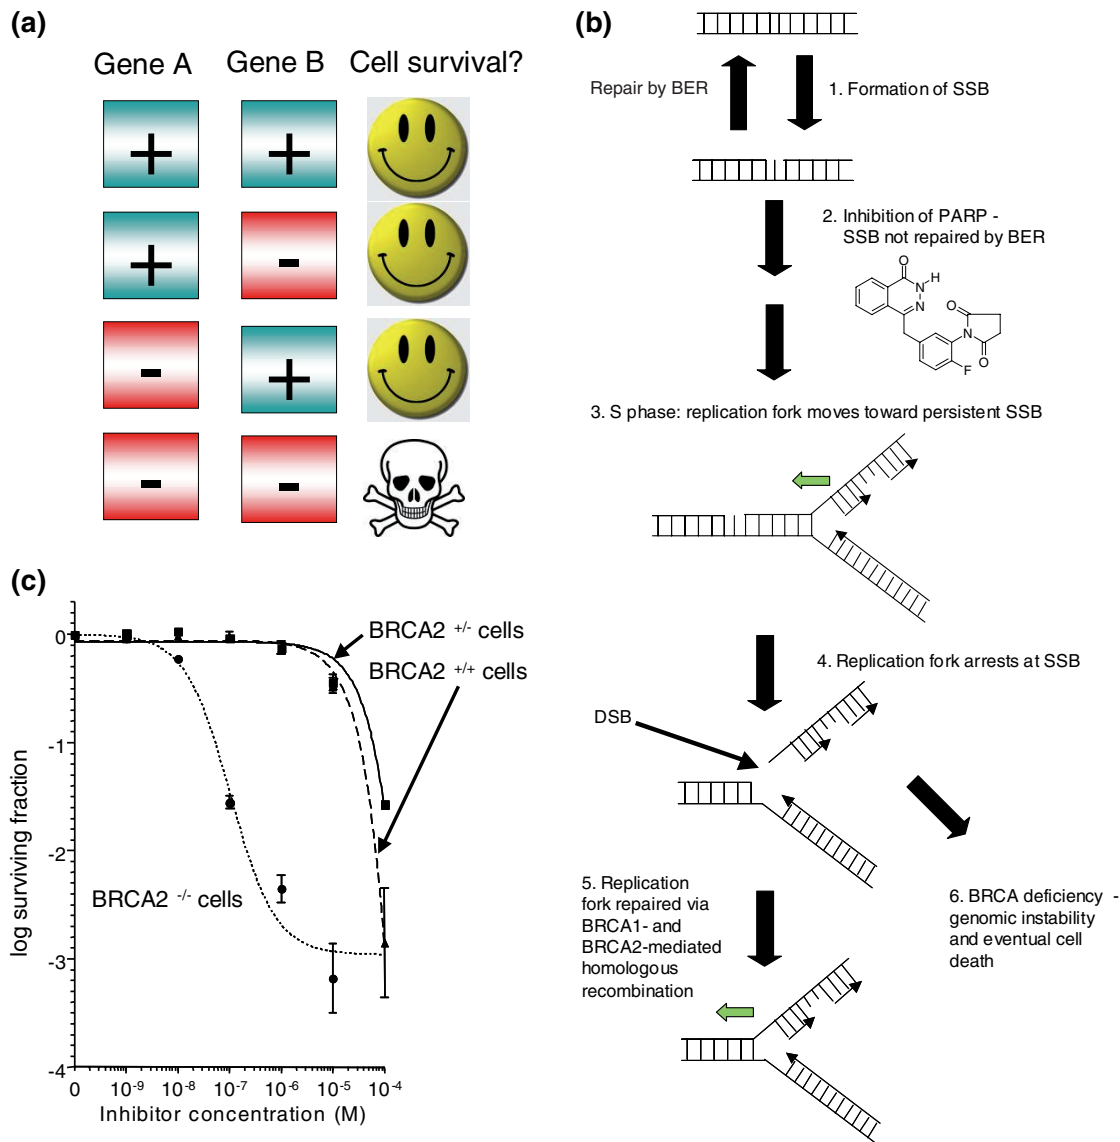 (a)
Gene A Gene B Cell survival?
+ +
+ -
- +
- -
(b)
Repair by BER
1. Formation of SSB
2. Inhibition of PARP -
SSB not repaired by BER
O
N
H
N
O
N
O
F
3. S phase: replication fork moves toward persistent SSB
4. Replication fork arrests at SSB
DSB
5. Replication
fork repaired via
BRCA1- and
BRCA2-mediated
homologous
recombination
6. BRCA deficiency -
genomic instability
and eventual cell
death
(c)
log surviving fraction
0
-1
-2
-3
-4
BRCA2 +/- cells
BRCA2 +/+ cells
BRCA2 -/- cells
0 10-9 10-8 10-7 10-6 10-5 10-4
Inhibitor concentration (M)